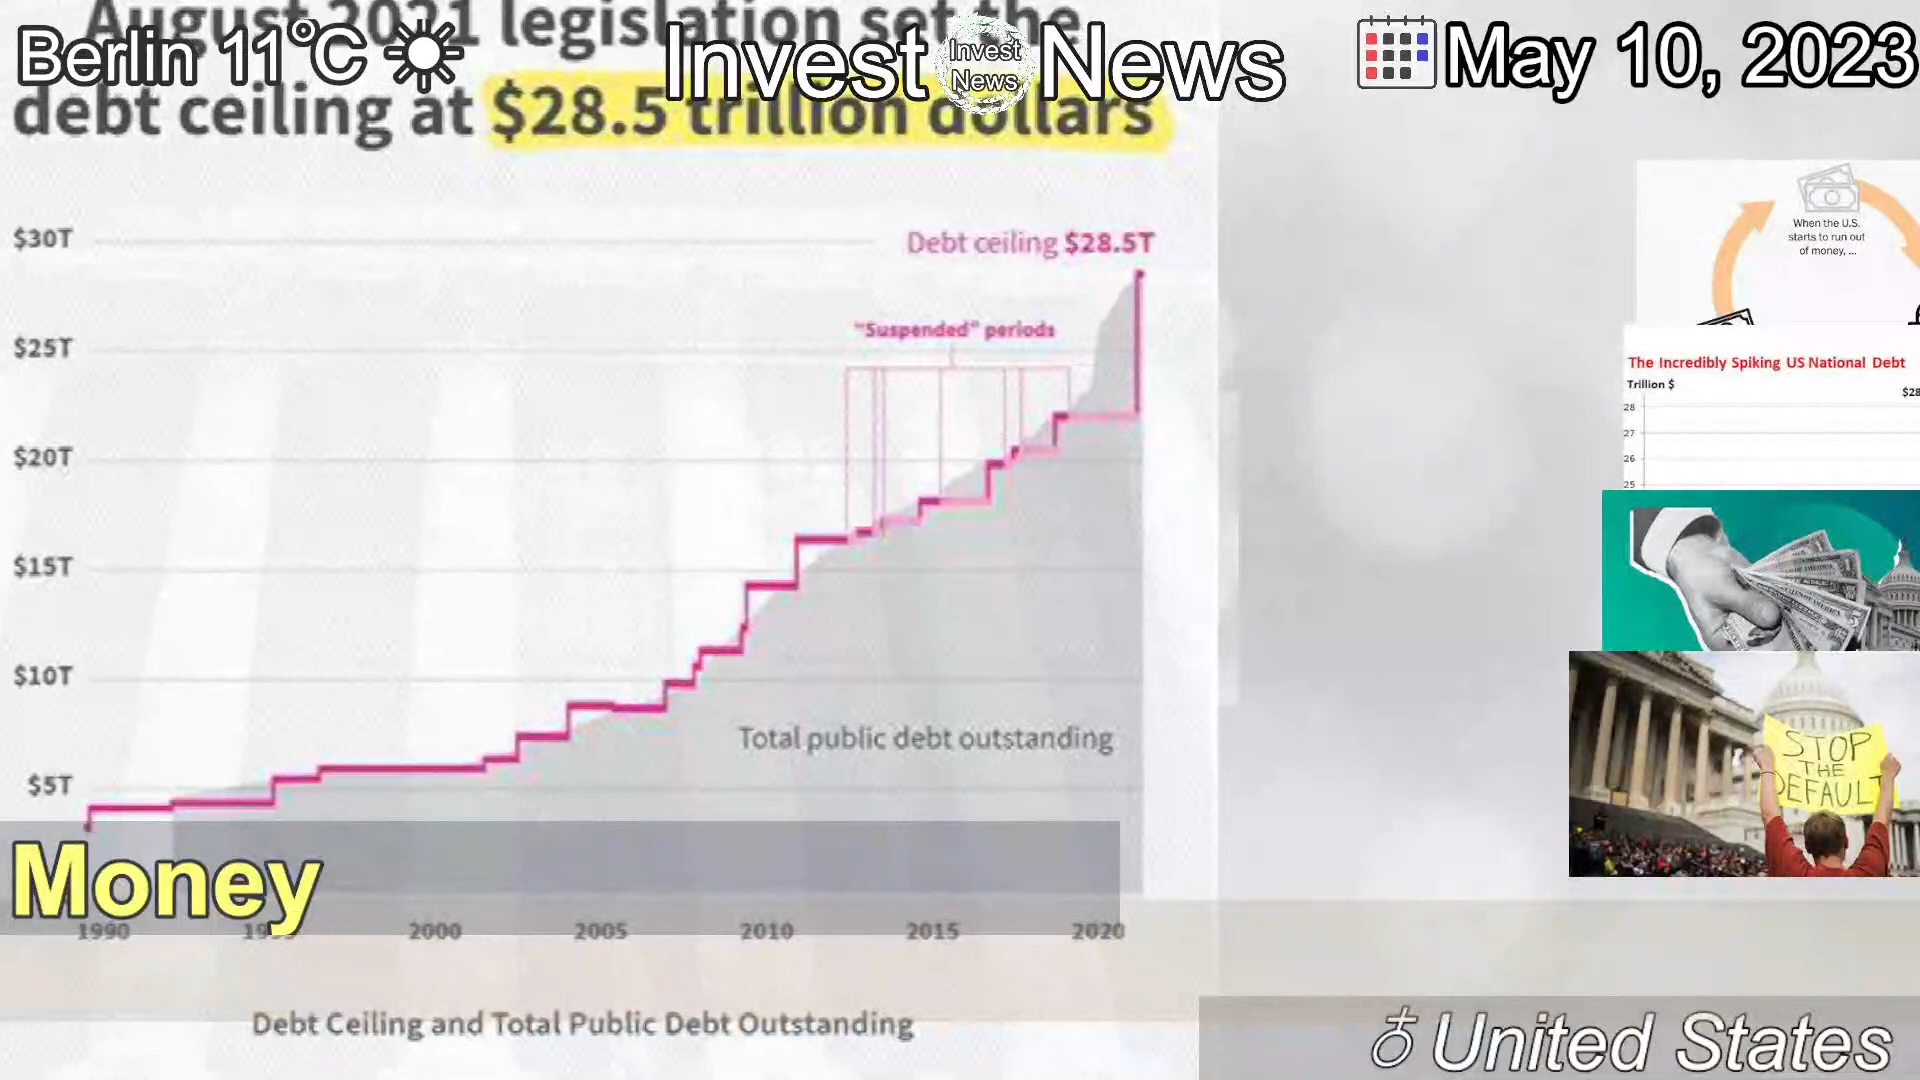 August 2021 legislation set the
debt ceiling at $28.5 trillion dollars
Berlin 11°C
Invest News
Invest
News
May 10, 2023
$30T
$25T
$20T
$15T
$10T
$5T
Debt ceiling $28.5T
"Suspended" periods
Total public debt outstanding
1990 1995 2000 2005 2010 2015 2020
Debt Ceiling and Total Public Debt Outstanding
When the U.S.
starts to run out
of money, ...
The Incredibly Spiking US National Debt
Trillion $
$28
28
27
26
25
STOP
THE
DEFAULT
Money
United States